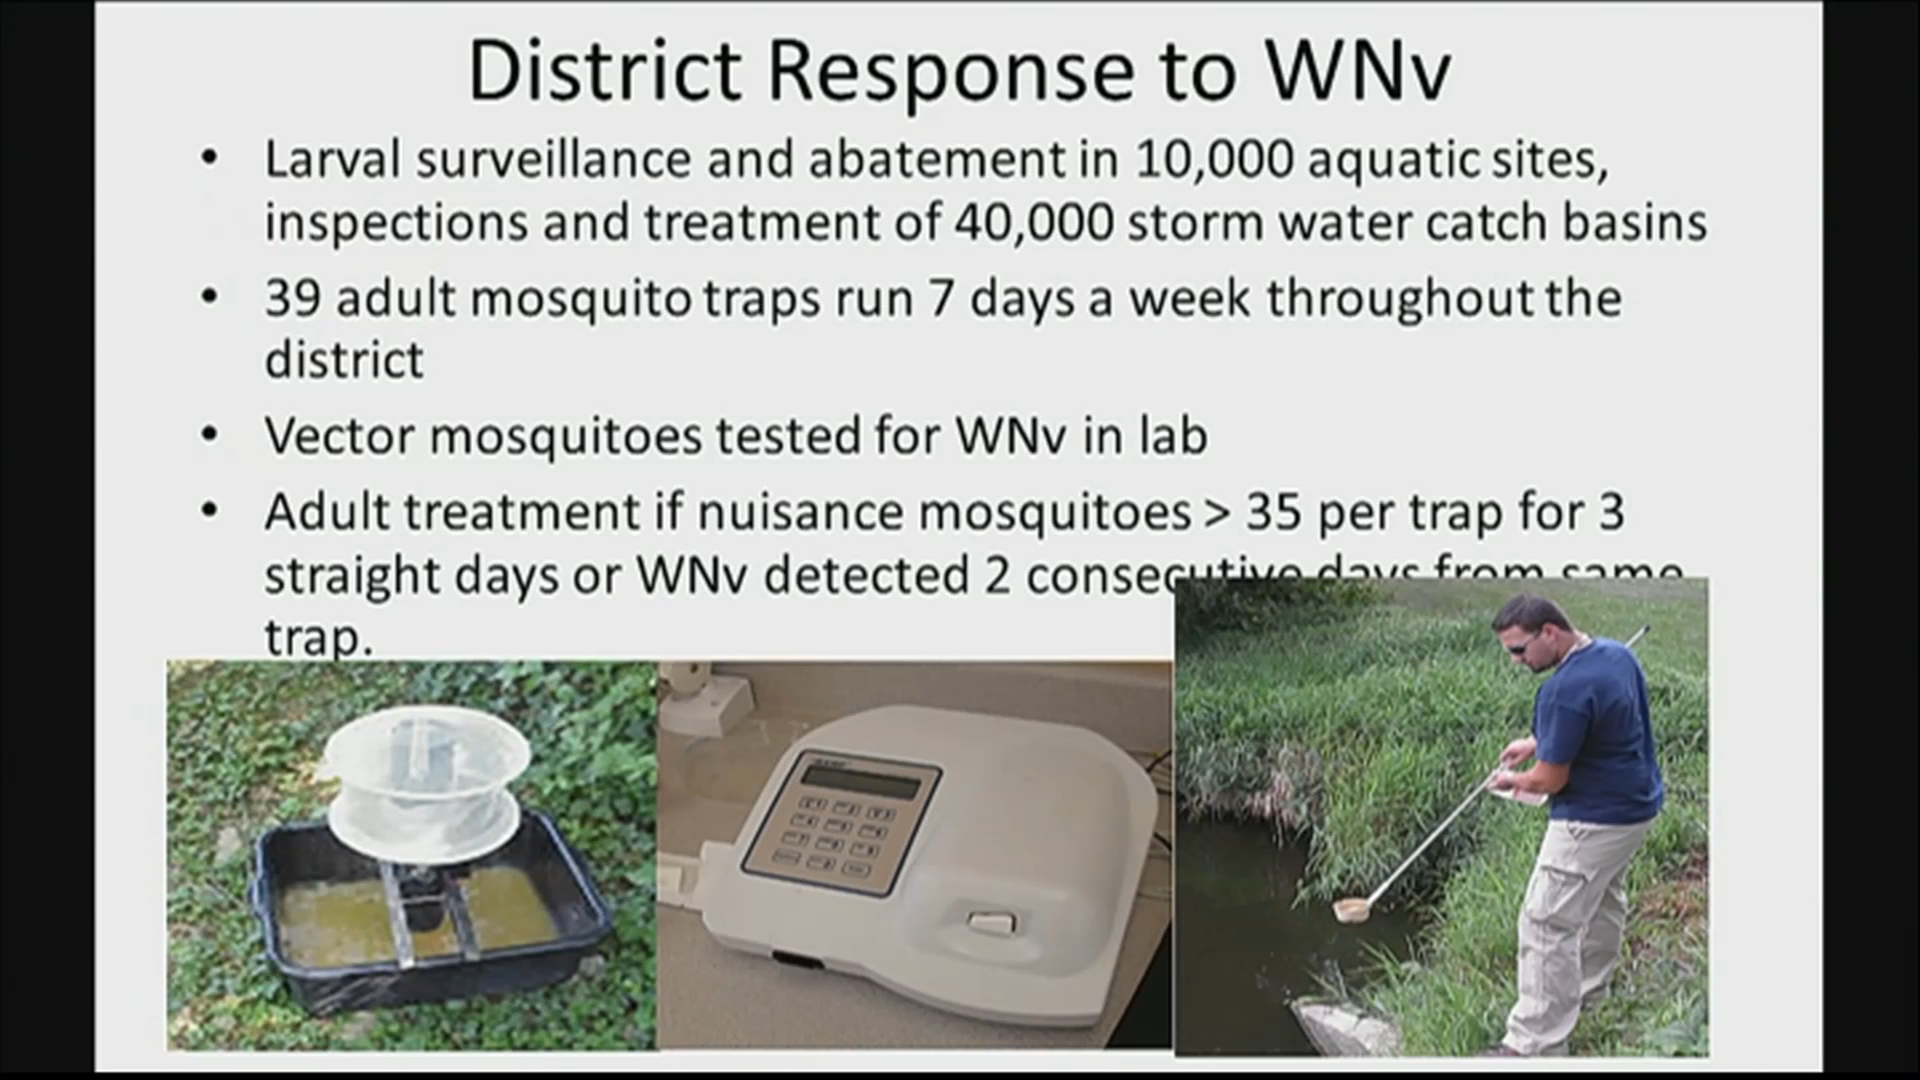 District Response to WNv
• Larval surveillance and abatement in 10,000 aquatic sites,
inspections and treatment of 40,000 storm water catch basins
• 39 adult mosquito traps run 7 days a week throughout the
district
• Vector mosquitoes tested for WNv in lab
• Adult treatment if nuisance mosquitoes > 35 per trap for 3
straight days or WNv detected 2 consecutive days from same
trap.